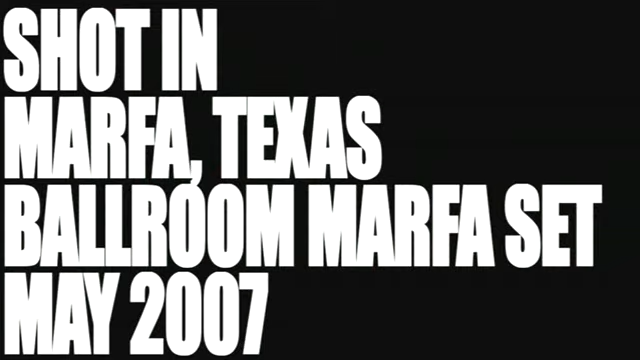 SHOT IN
MARFA, TEXAS
BALLROOM MARFA SET
MAY 2007